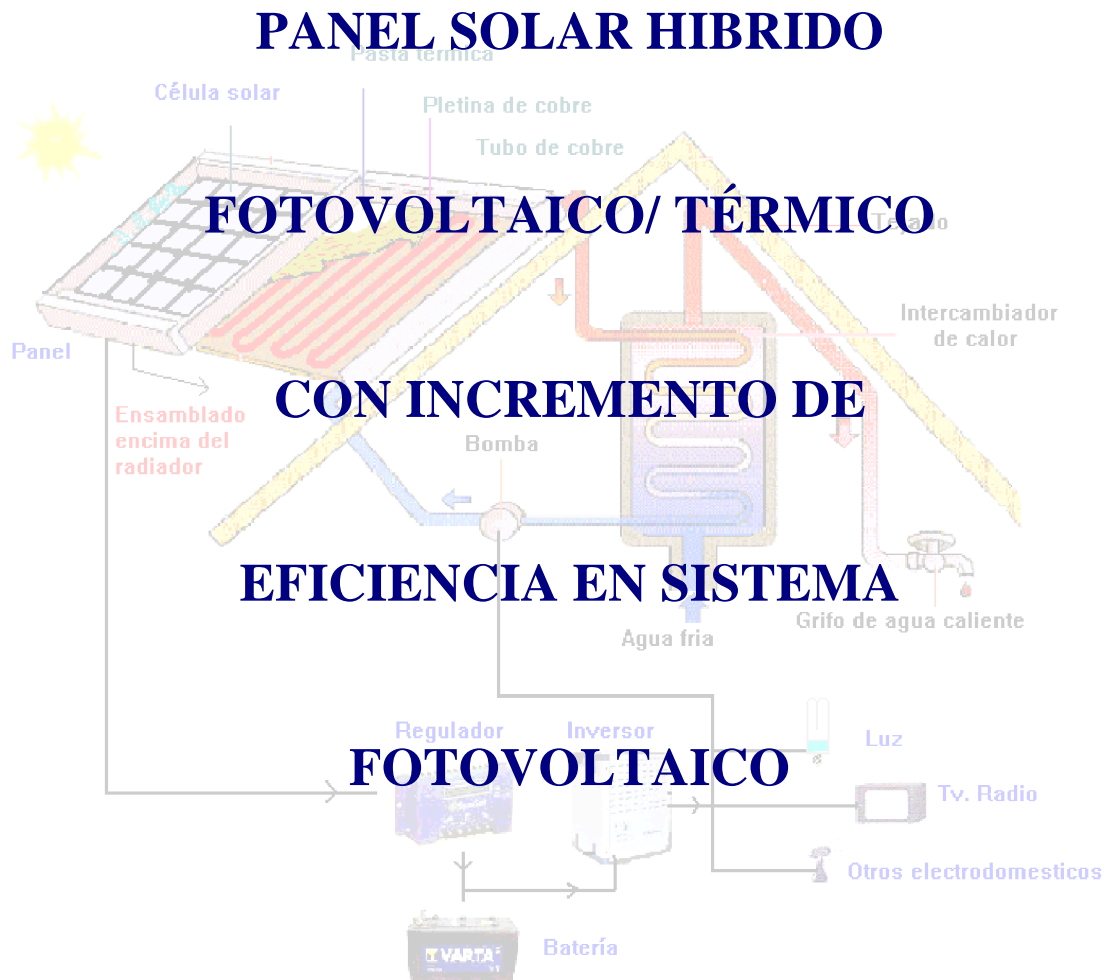 PANEL SOLAR HIBRIDO
Pasta térmica
Célula solar
Pletina de cobre
Tubo de cobre
FOTOVOLTAICO/ TÉRMICO
Tejado
Intercambiador
de calor
Panel
CON INCREMENTO DE
Ensamblado
encima del
radiador
Bomba
EFICIENCIA EN SISTEMA
Grifo de agua caliente
Agua fria
Regulador
Inversor
Luz
FOTOVOLTAICO
Tv. Radio
Otros electrodomesticos
Batería
VARTA